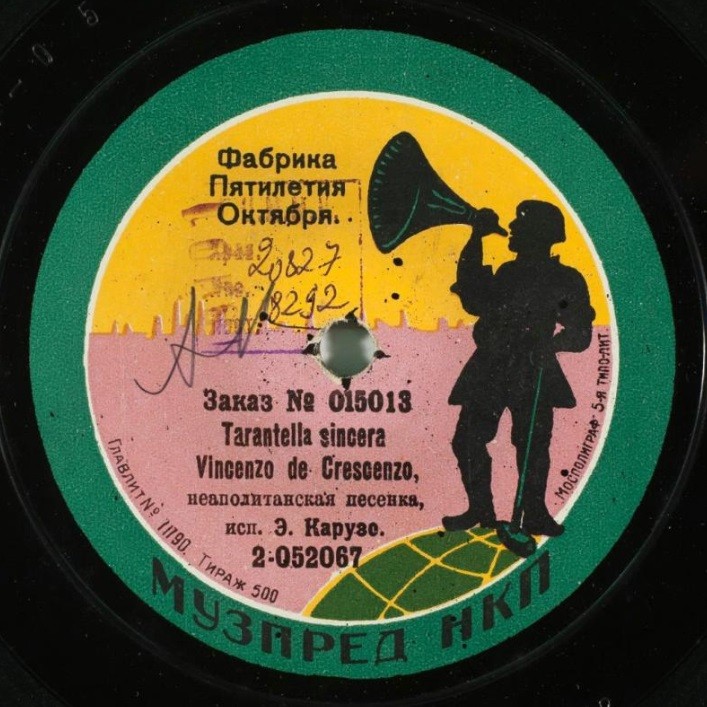 Фабрика
Пятилетия
Октября.
20827
8292
Заказ № 015013
Tarantella sincera
Vincenzo de Crescenzo,
неаполитанская песенка,
исп. Э. Карузо.
2-052067
Главлит № 11790. Тираж 500
Мосполиграф 5-я типо-лит
МУЗПРЕД НКП